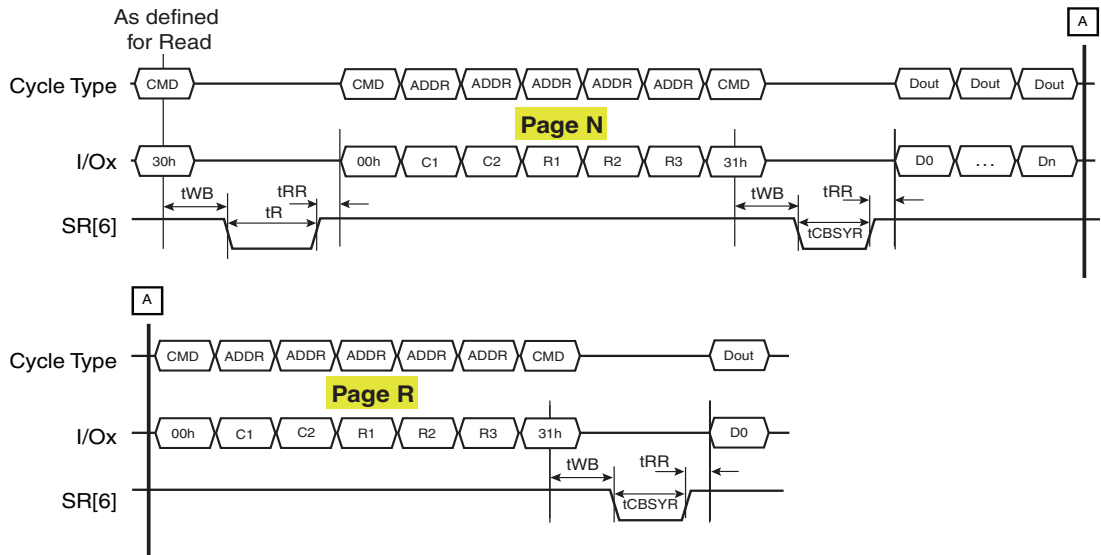 As defined
for Read
A
Cycle Type CMD CMD ADDR ADDR ADDR ADDR ADDR CMD Dout Dout Dout
Page N
I/Ox 30h 00h C1 C2 R1 R2 R3 31h D0 ... Dn
tWB tRR tWB tRR
tR
SR[6] tCBSYR
A
Cycle Type CMD ADDR ADDR ADDR ADDR ADDR CMD Dout
Page R
I/Ox 00h C1 C2 R1 R2 R3 31h D0
tWB tRR
SR[6] tCBSYR